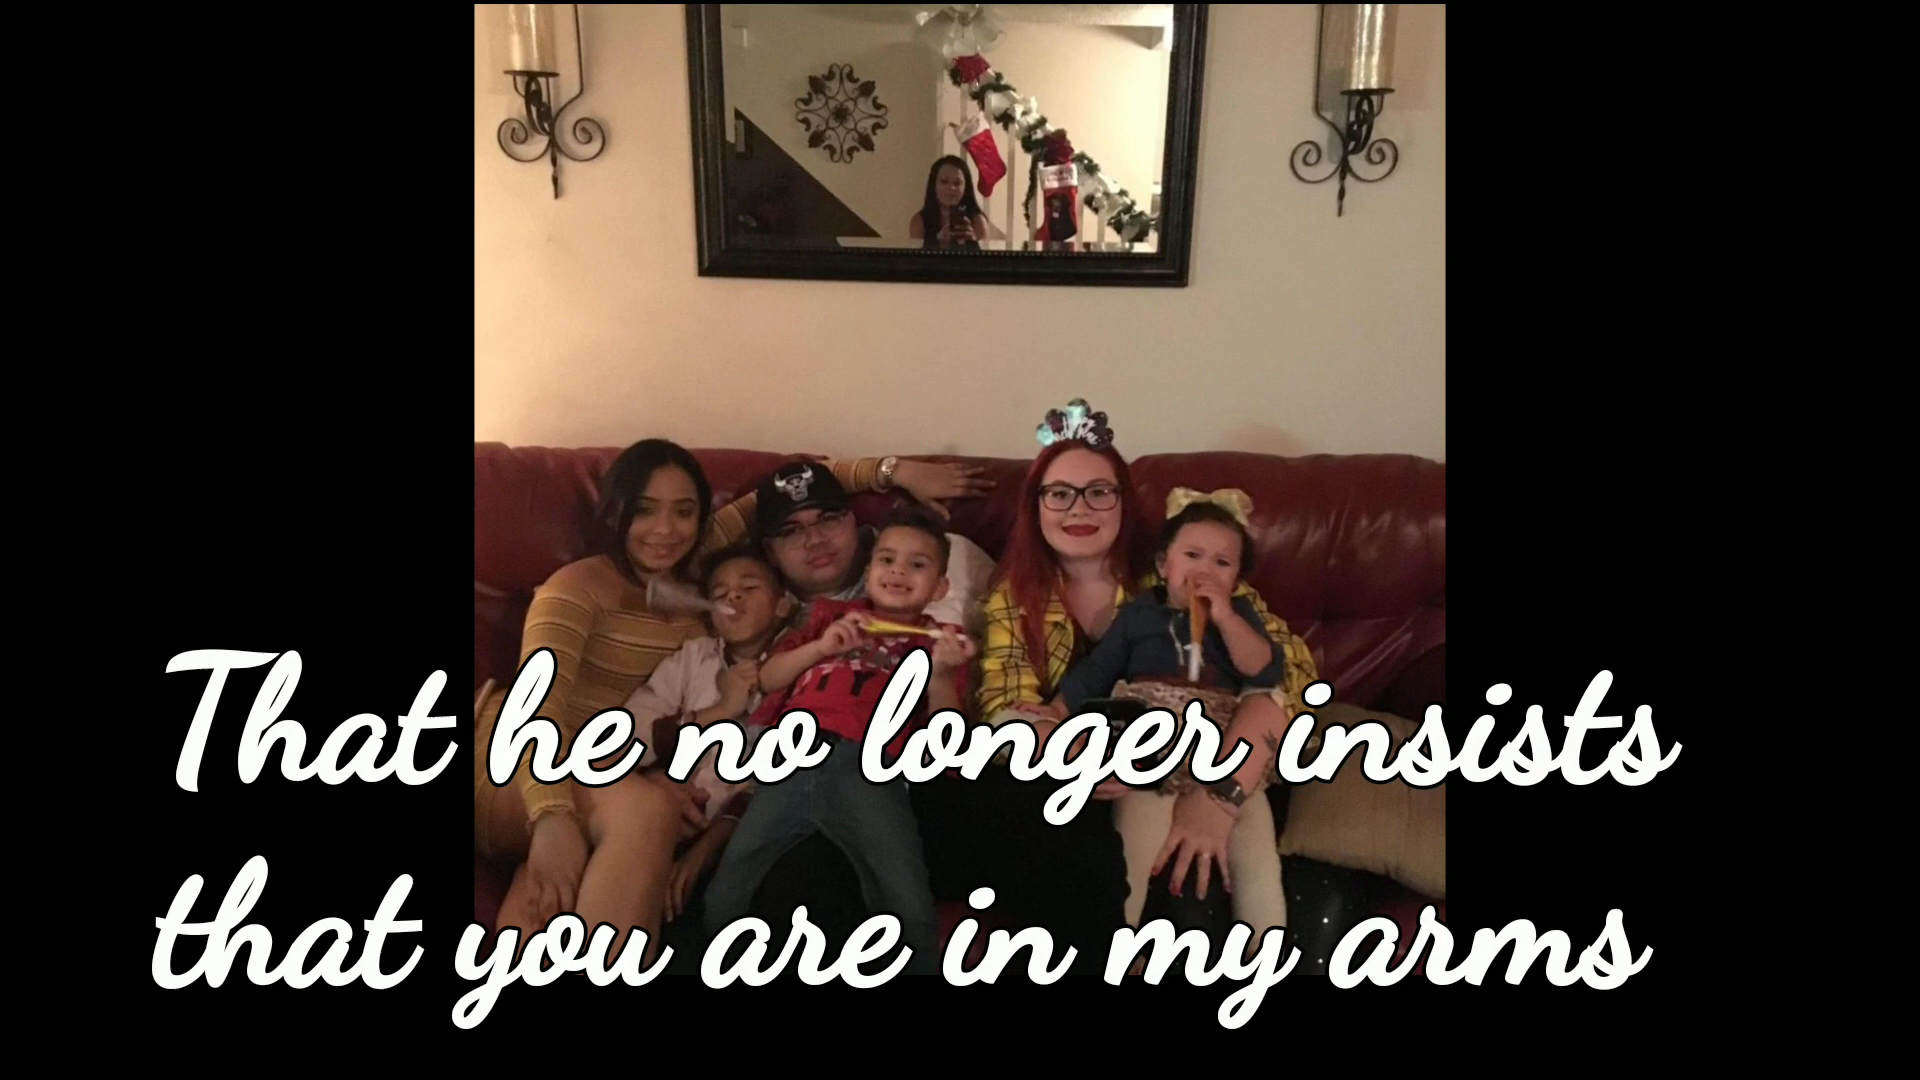 That he no longer insists
that you are in my arms